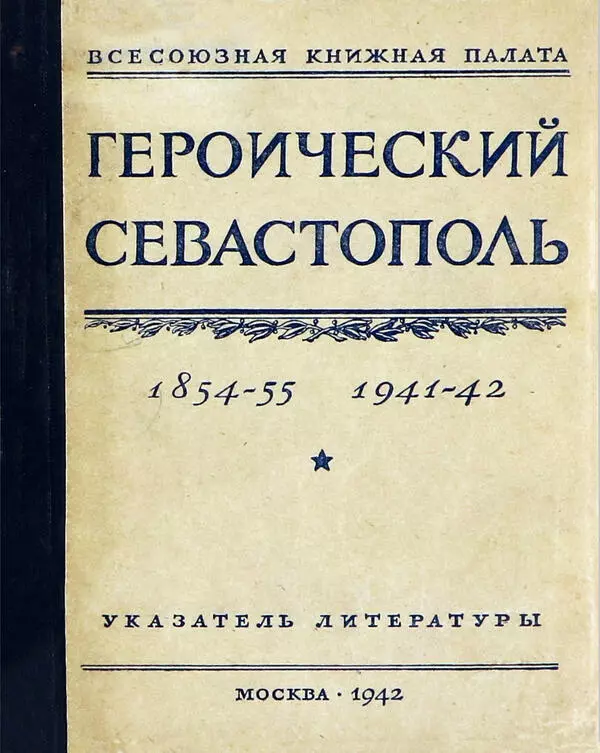 ВСЕСОЮЗНАЯ КНИЖНАЯ ПАЛАТА
ГЕРОИЧЕСКИЙ
СЕВАСТОПОЛЬ
1854-55 1941-42
УКАЗАТЕЛЬ ЛИТЕРАТУРЫ
МОСКВА · 1942